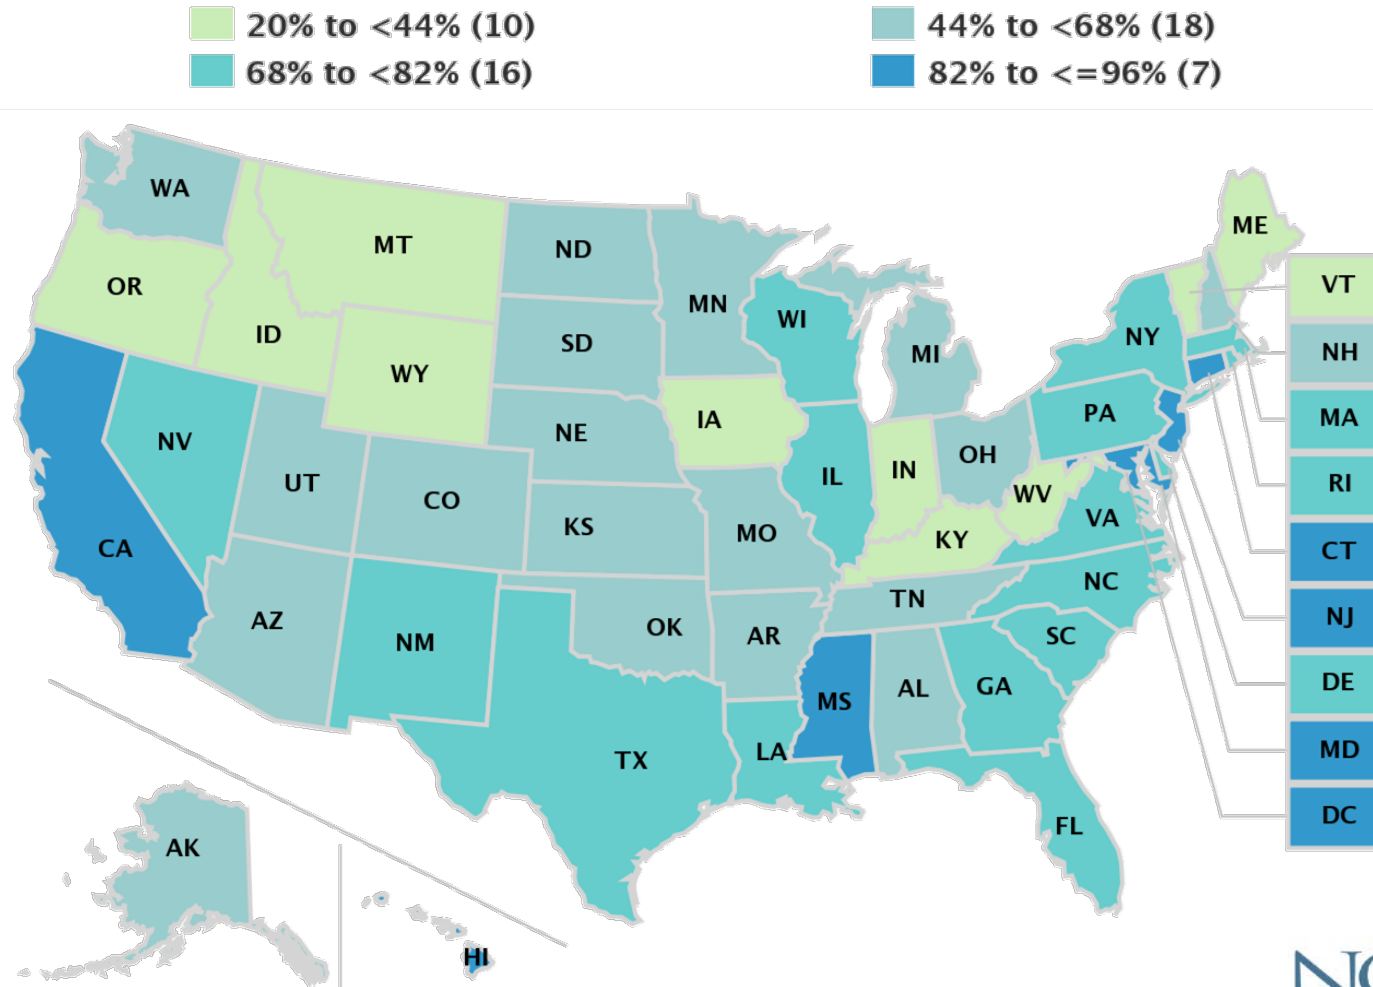 20% to <44% (10)
44% to <68% (18)
68% to <82% (16)
82% to <=96% (7)
WA
MT
ND
ME
OR
MN
VT
ID
SD
WI
NY
NH
MI
WY
NV
NE
IA
PA
MA
UT
CO
IL
IN
OH
WV
RI
CA
KS
MO
KY
VA
CT
AZ
NM
OK
AR
TN
NC
NJ
SC
MS
AL
GA
DE
TX
LA
MD
FL
DC
AK
HI